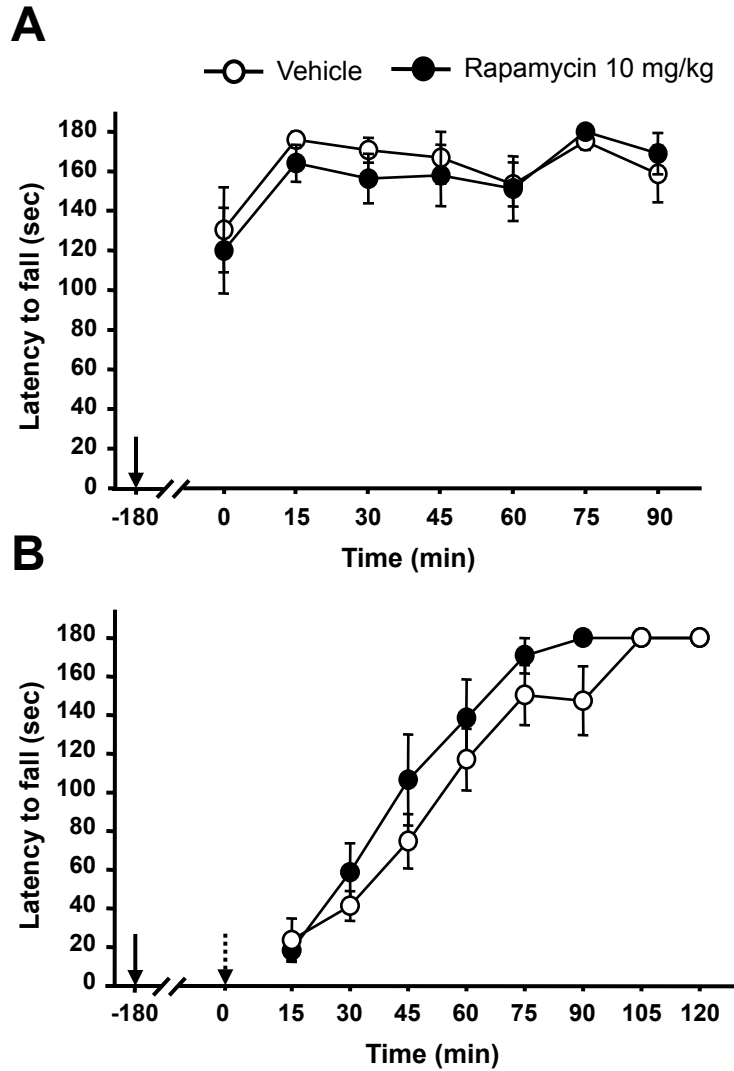 A
Vehicle Rapamycin 10 mg/kg
Latency to fall (sec)
180
160
140
120
100
80
60
40
20
0
-180 0 15 30 45 60 75 90
Time (min)
B
Latency to fall (sec)
180
160
140
120
100
80
60
40
20
0
-180 0 15 30 45 60 75 90 105 120
Time (min)